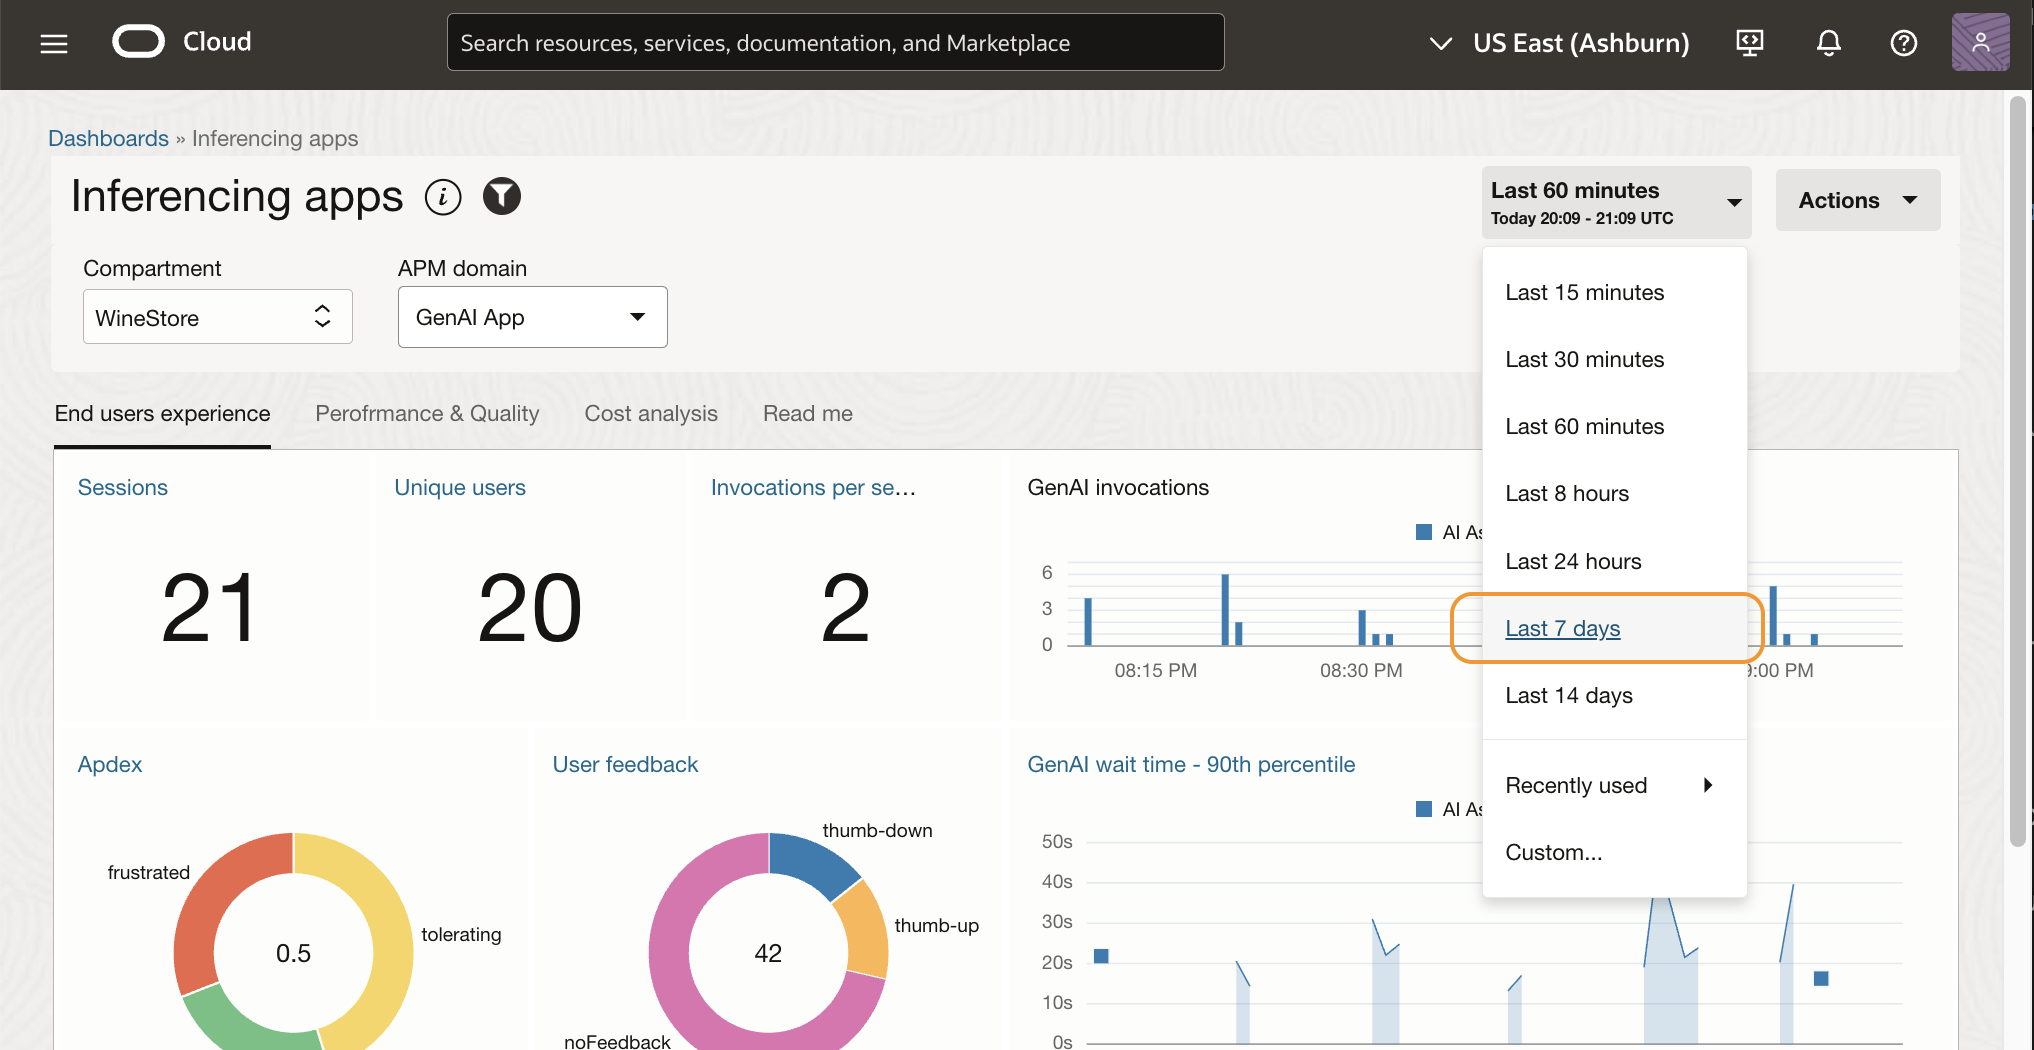 Cloud
Search resources, services, documentation, and Marketplace
US East (Ashburn)
Dashboards » Inferencing apps
Inferencing apps
Last 60 minutes
Today 20:09 - 21:09 UTC
Actions
Compartment
APM domain
WineStore
GenAI App
Last 15 minutes
Last 30 minutes
Last 60 minutes
Last 8 hours
Last 24 hours
Last 7 days
Last 14 days
Recently used
Custom...
End users experience
Perofrmance & Quality
Cost analysis
Read me
Sessions
21
Unique users
20
Invocations per se...
2
GenAI invocations
AI
6
3
0
08:15 PM
08:30 PM
:00 PM
Apdex
frustrated
tolerating
0.5
User feedback
thumb-down
thumb-up
42
noFeedback
GenAI wait time - 90th percentile
AI
50s
40s
30s
20s
10s
0s